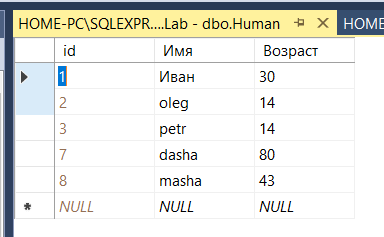 HOME-PC\SQLEXPR....Lab - dbo.Human HOME
id Имя Возраст
1 Иван 30
2 oleg 14
3 petr 14
7 dasha 80
8 masha 43
* NULL NULL NULL